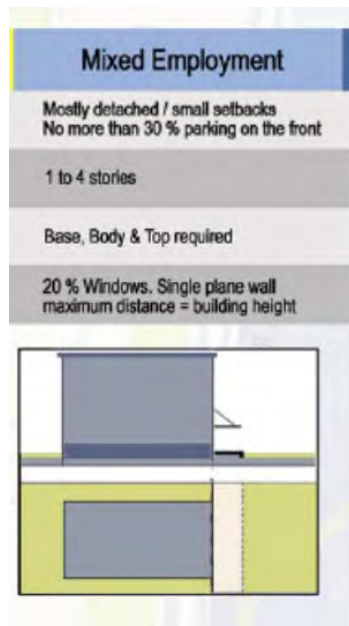 Mixed Employment
Mostly detached / small setbacks
No more than 30 % parking on the front
1 to 4 stories
Base, Body & Top required
20 % Windows. Single plane wall
maximum distance = building height